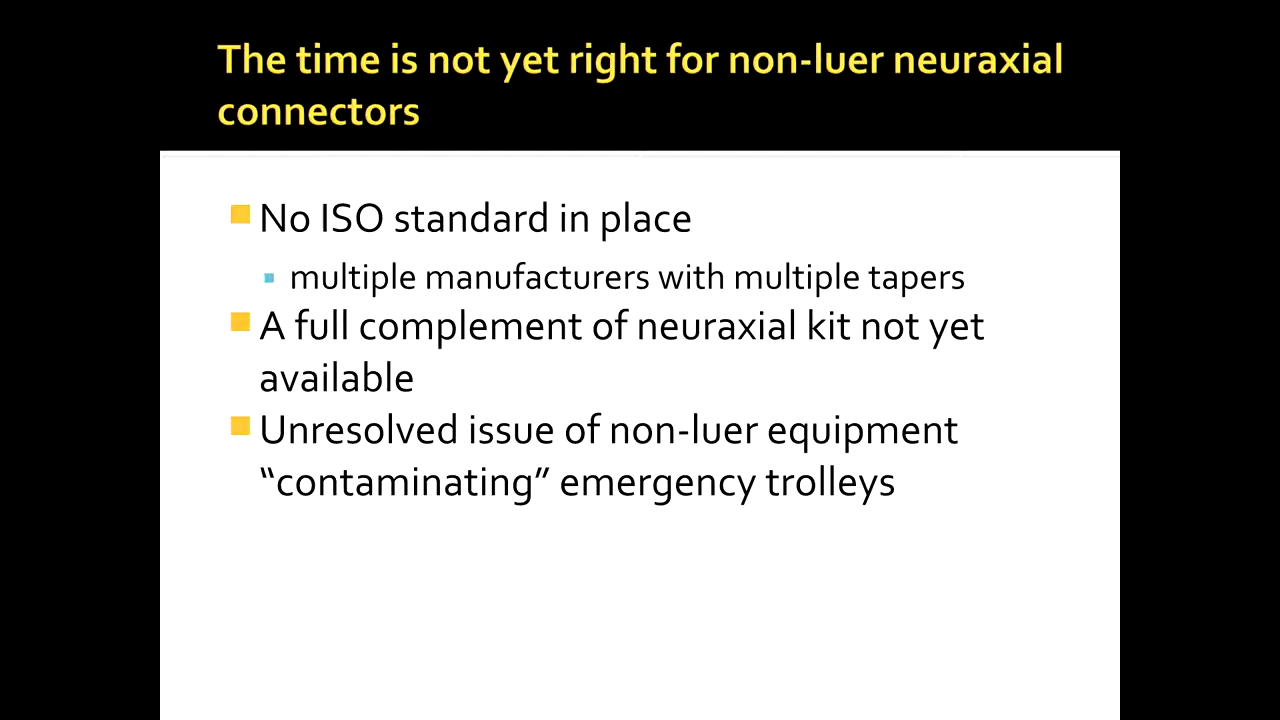 The time is not yet right for non-luer neuraxial
connectors
No ISO standard in place
multiple manufacturers with multiple tapers
A full complement of neuraxial kit not yet
available
Unresolved issue of non-luer equipment
“contaminating” emergency trolleys